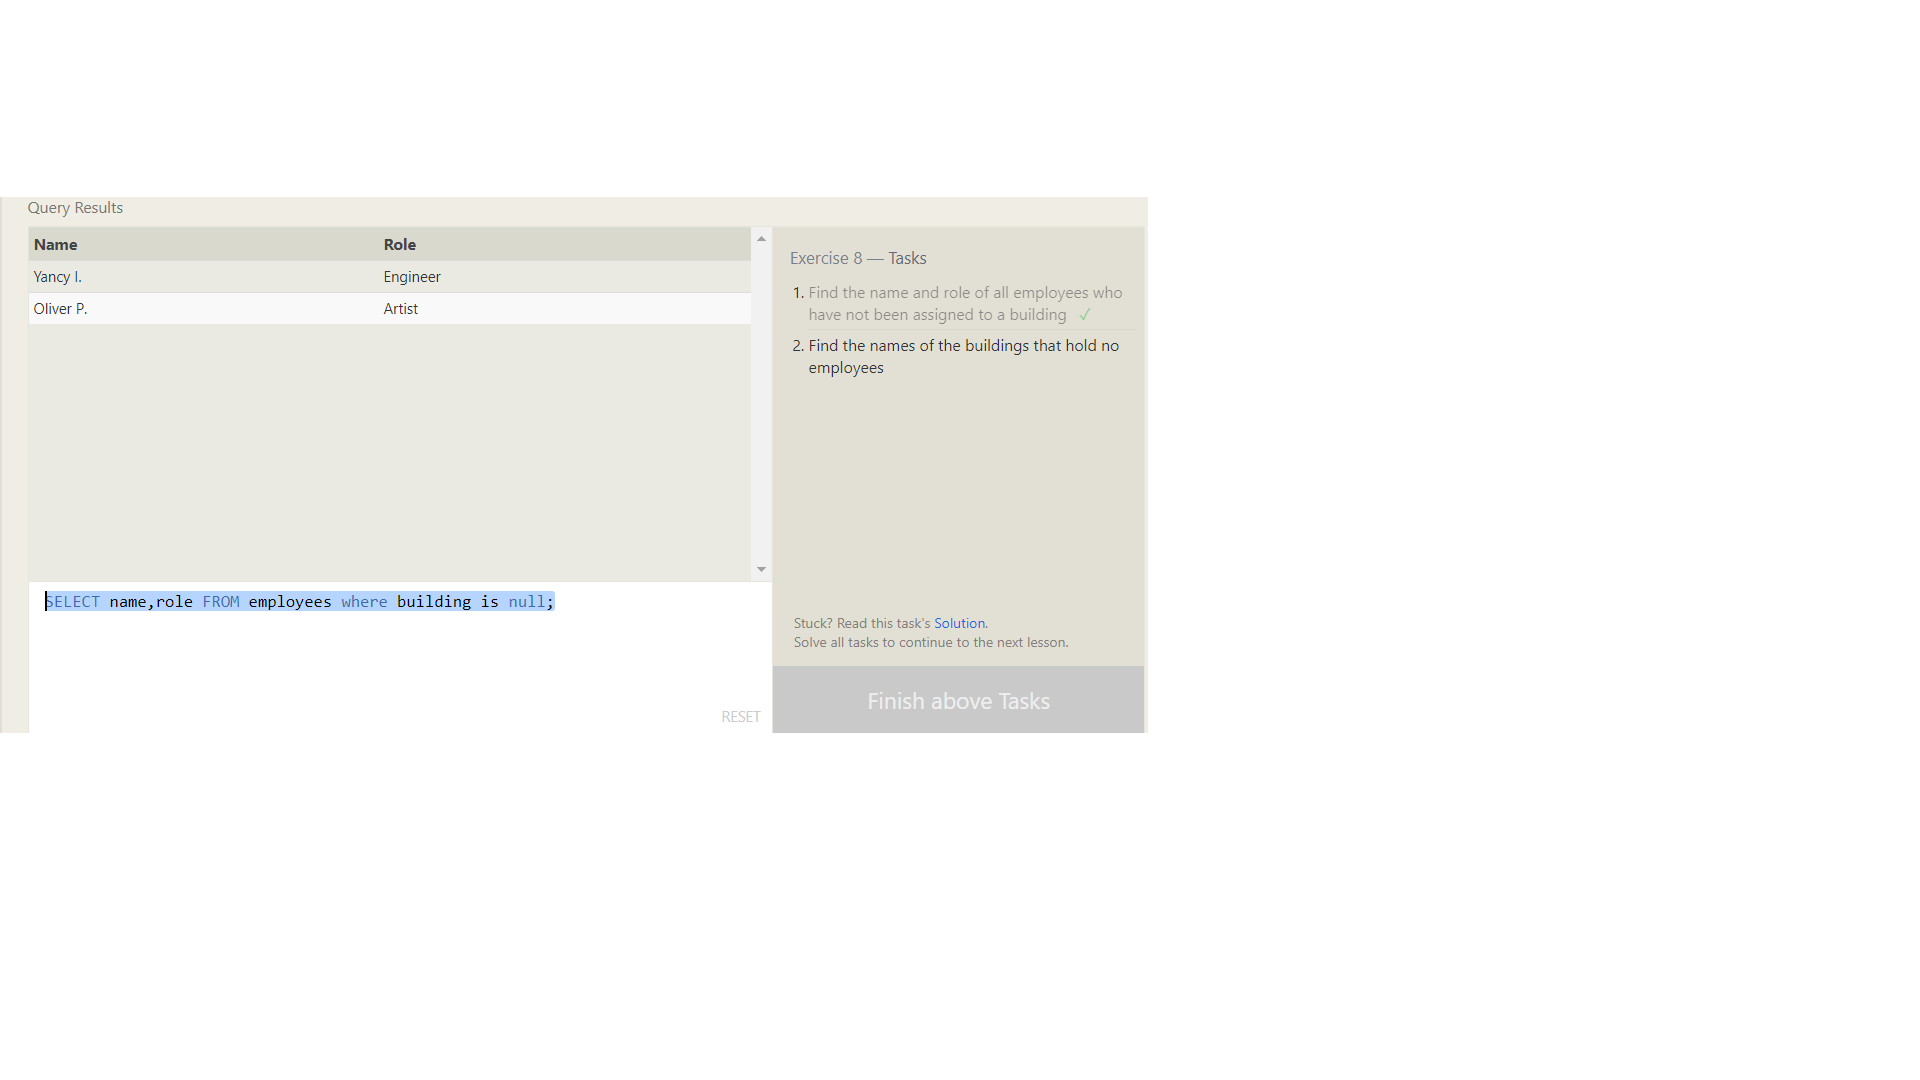 Query Results
Name Role
Yancy I. Engineer
Oliver P. Artist
SELECT name,role FROM employees where building is null;
RESET
Exercise 8 — Tasks
1. Find the name and role of all employees who
have not been assigned to a building ✓
2. Find the names of the buildings that hold no
employees
Stuck? Read this task's Solution.
Solve all tasks to continue to the next lesson.
Finish above Tasks